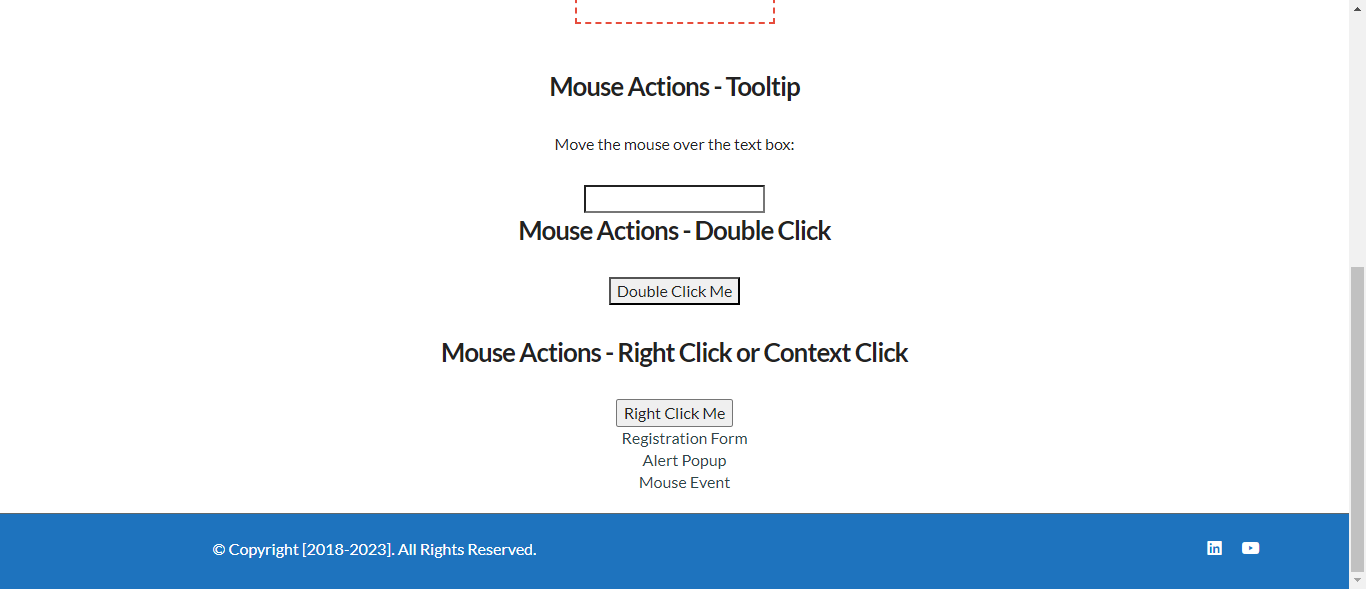 Mouse Actions - Tooltip
Move the mouse over the text box:
Mouse Actions - Double Click
Double Click Me
Mouse Actions - Right Click or Context Click
Right Click Me
Registration Form
Alert Popup
Mouse Event
© Copyright [2018-2023]. All Rights Reserved.
in